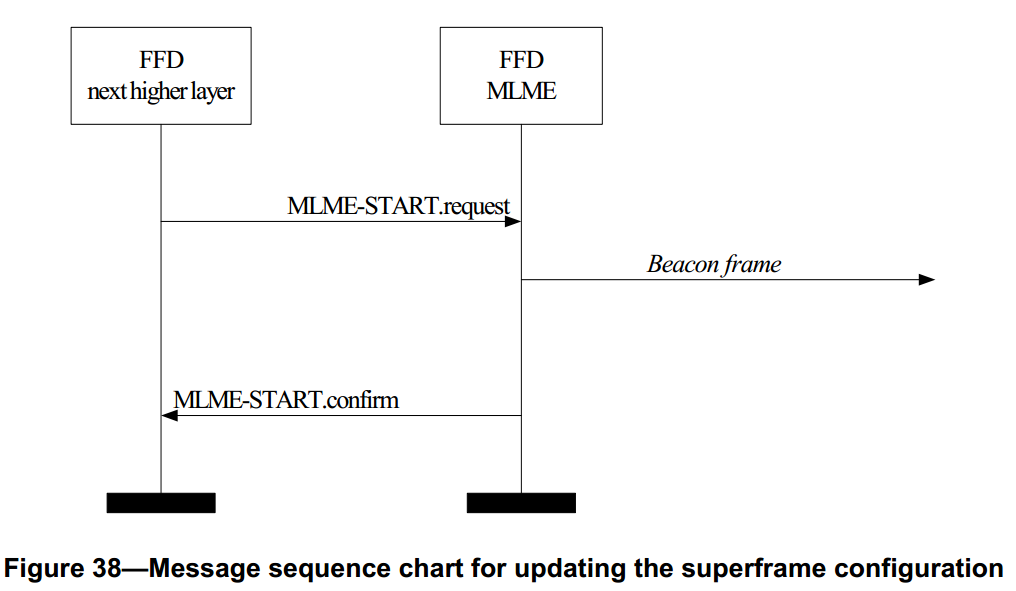 FFD
next higher layer
FFD
MLME
MLME-START.request
Beacon frame
MLME-START.confirm
Figure 38—Message sequence chart for updating the superframe configuration